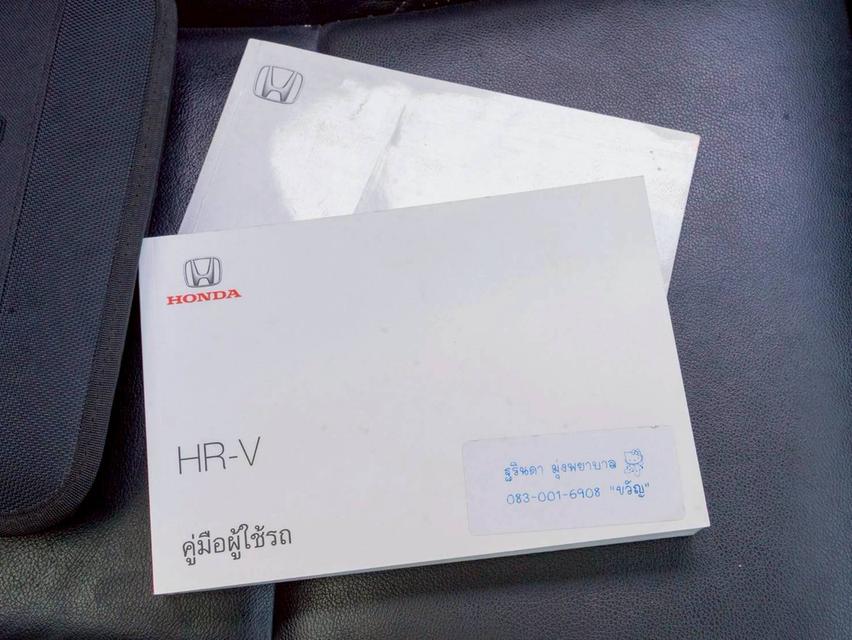 HONDA
HR-V
คู่มือผู้ใช้รถ
ฐรินดา มุ่งพยาบาล
083-001-6908 "ขวัญ"